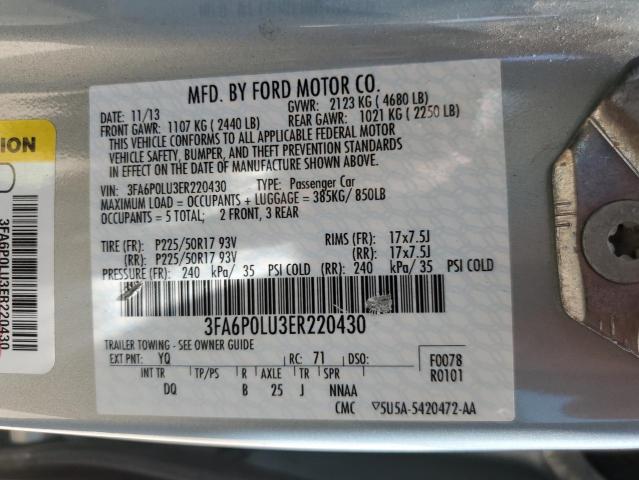 MFD. BY FORD MOTOR CO.
DATE: 11/13 GVWR: 2123 KG ( 4680 LB)
FRONT GAWR: 1107 KG ( 2440 LB) REAR GAWR: 1021 KG ( 2250 LB)
THIS VEHICLE CONFORMS TO ALL APPLICABLE FEDERAL MOTOR
VEHICLE SAFETY, BUMPER, AND THEFT PREVENTION STANDARDS
IN EFFECT ON THE DATE OF MANUFACTURE SHOWN ABOVE.
VIN: 3FA6P0LU3ER220430 TYPE: Passenger Car
MAXIMUM LOAD = OCCUPANTS + LUGGAGE = 385KG/ 850LB
OCCUPANTS = 5 TOTAL; 2 FRONT, 3 REAR
TIRE (FR): P225/50R17 93V RIMS (FR): 17x7.5J
(RR): P225/50R17 93V (RR): 17x7.5J
PRESSURE (FR): 240 kPa/ 35 PSI COLD (RR): 240 kPa/ 35 PSI COLD
3FA6P0LU3ER220430
TRAILER TOWING - SEE OWNER GUIDE
EXT PNT: YQ RC: 71 DSO: F0078
INT TR TP/PS R AXLE TR SPR R0101
DQ B 25 J NNAA
CMC ▽5U5A-5420472-AA
TION
3FA6P0LU3ER220430